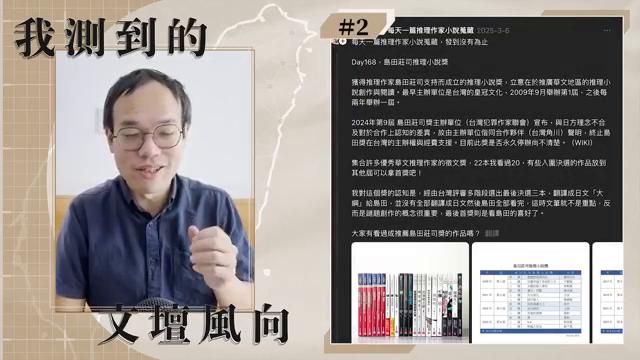 我測到的
文壇風向
#2
每天一篇推理作家小說蒐藏 2025-3-6
每天一篇推理作家小說蒐藏，發到沒有為止
Day168，島田莊司推理小說獎
獲得推理作家島田莊司支持而成立的推理小說獎，立意在於推廣華文地區的推理小
說創作與閱讀。最早主辦單位是台灣的皇冠文化，2009年9月舉辦第1屆，之後每
兩年舉辦一屆。
2024年第9屆 島田莊司獎主辦單位（台灣犯罪作家聯會）宣布，與日方理念不合
及對於合作上認知的差異，故由主辦單位偕同合作夥伴（台灣角川）聲明，終止島
田獎在台灣的主辦權與經費支援。目前此獎是否永久停辦尚不清楚。（WIKI）
集合許多優秀華文推理作家的徵文獎，22本我看過20，有些入圍決選的作品放到
其他屆可以拿首獎吧！
我對這個獎的認知是，經由台灣評審多階段選出最後決選三本，翻譯成日文「大
綱」給島田，並沒有全部翻譯成日文然後島田全部看完，這時文筆就不是重點，反
而是謎題創作的概念很重要，最後首獎則是看島田的喜好了。
大家有看過或推薦島田莊司獎的作品嗎？ 翻譯